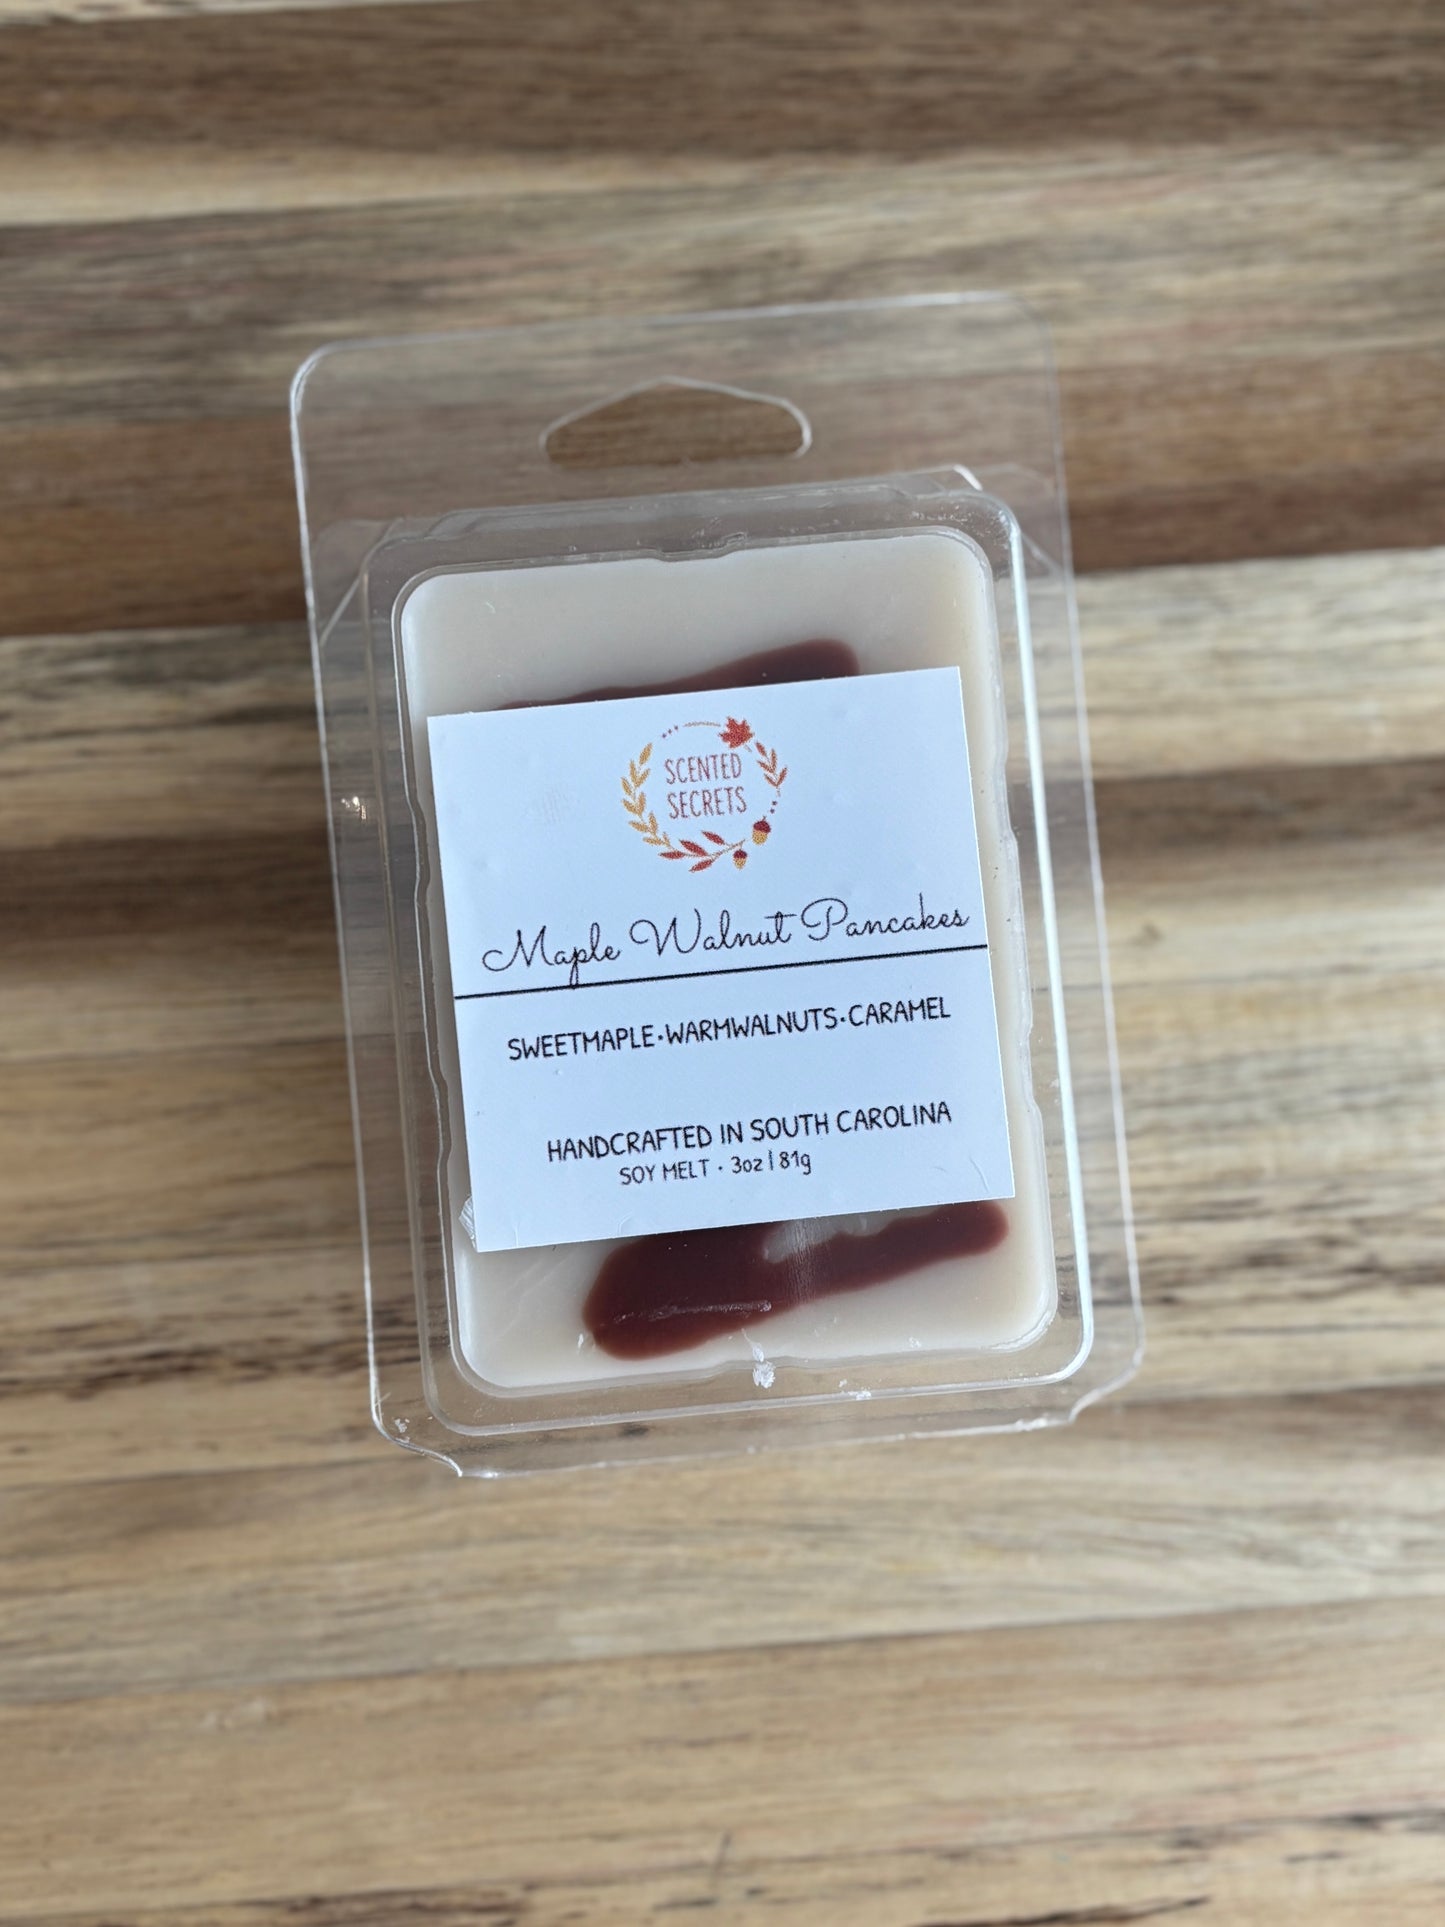 SCENTED
SECRETS
Maple Walnut Pancakes
SWEETMAPLE·WARMWALNUTS·CARAMEL
HANDCRAFTED IN SOUTH CAROLINA
SOY MELT · 3oz | 81g